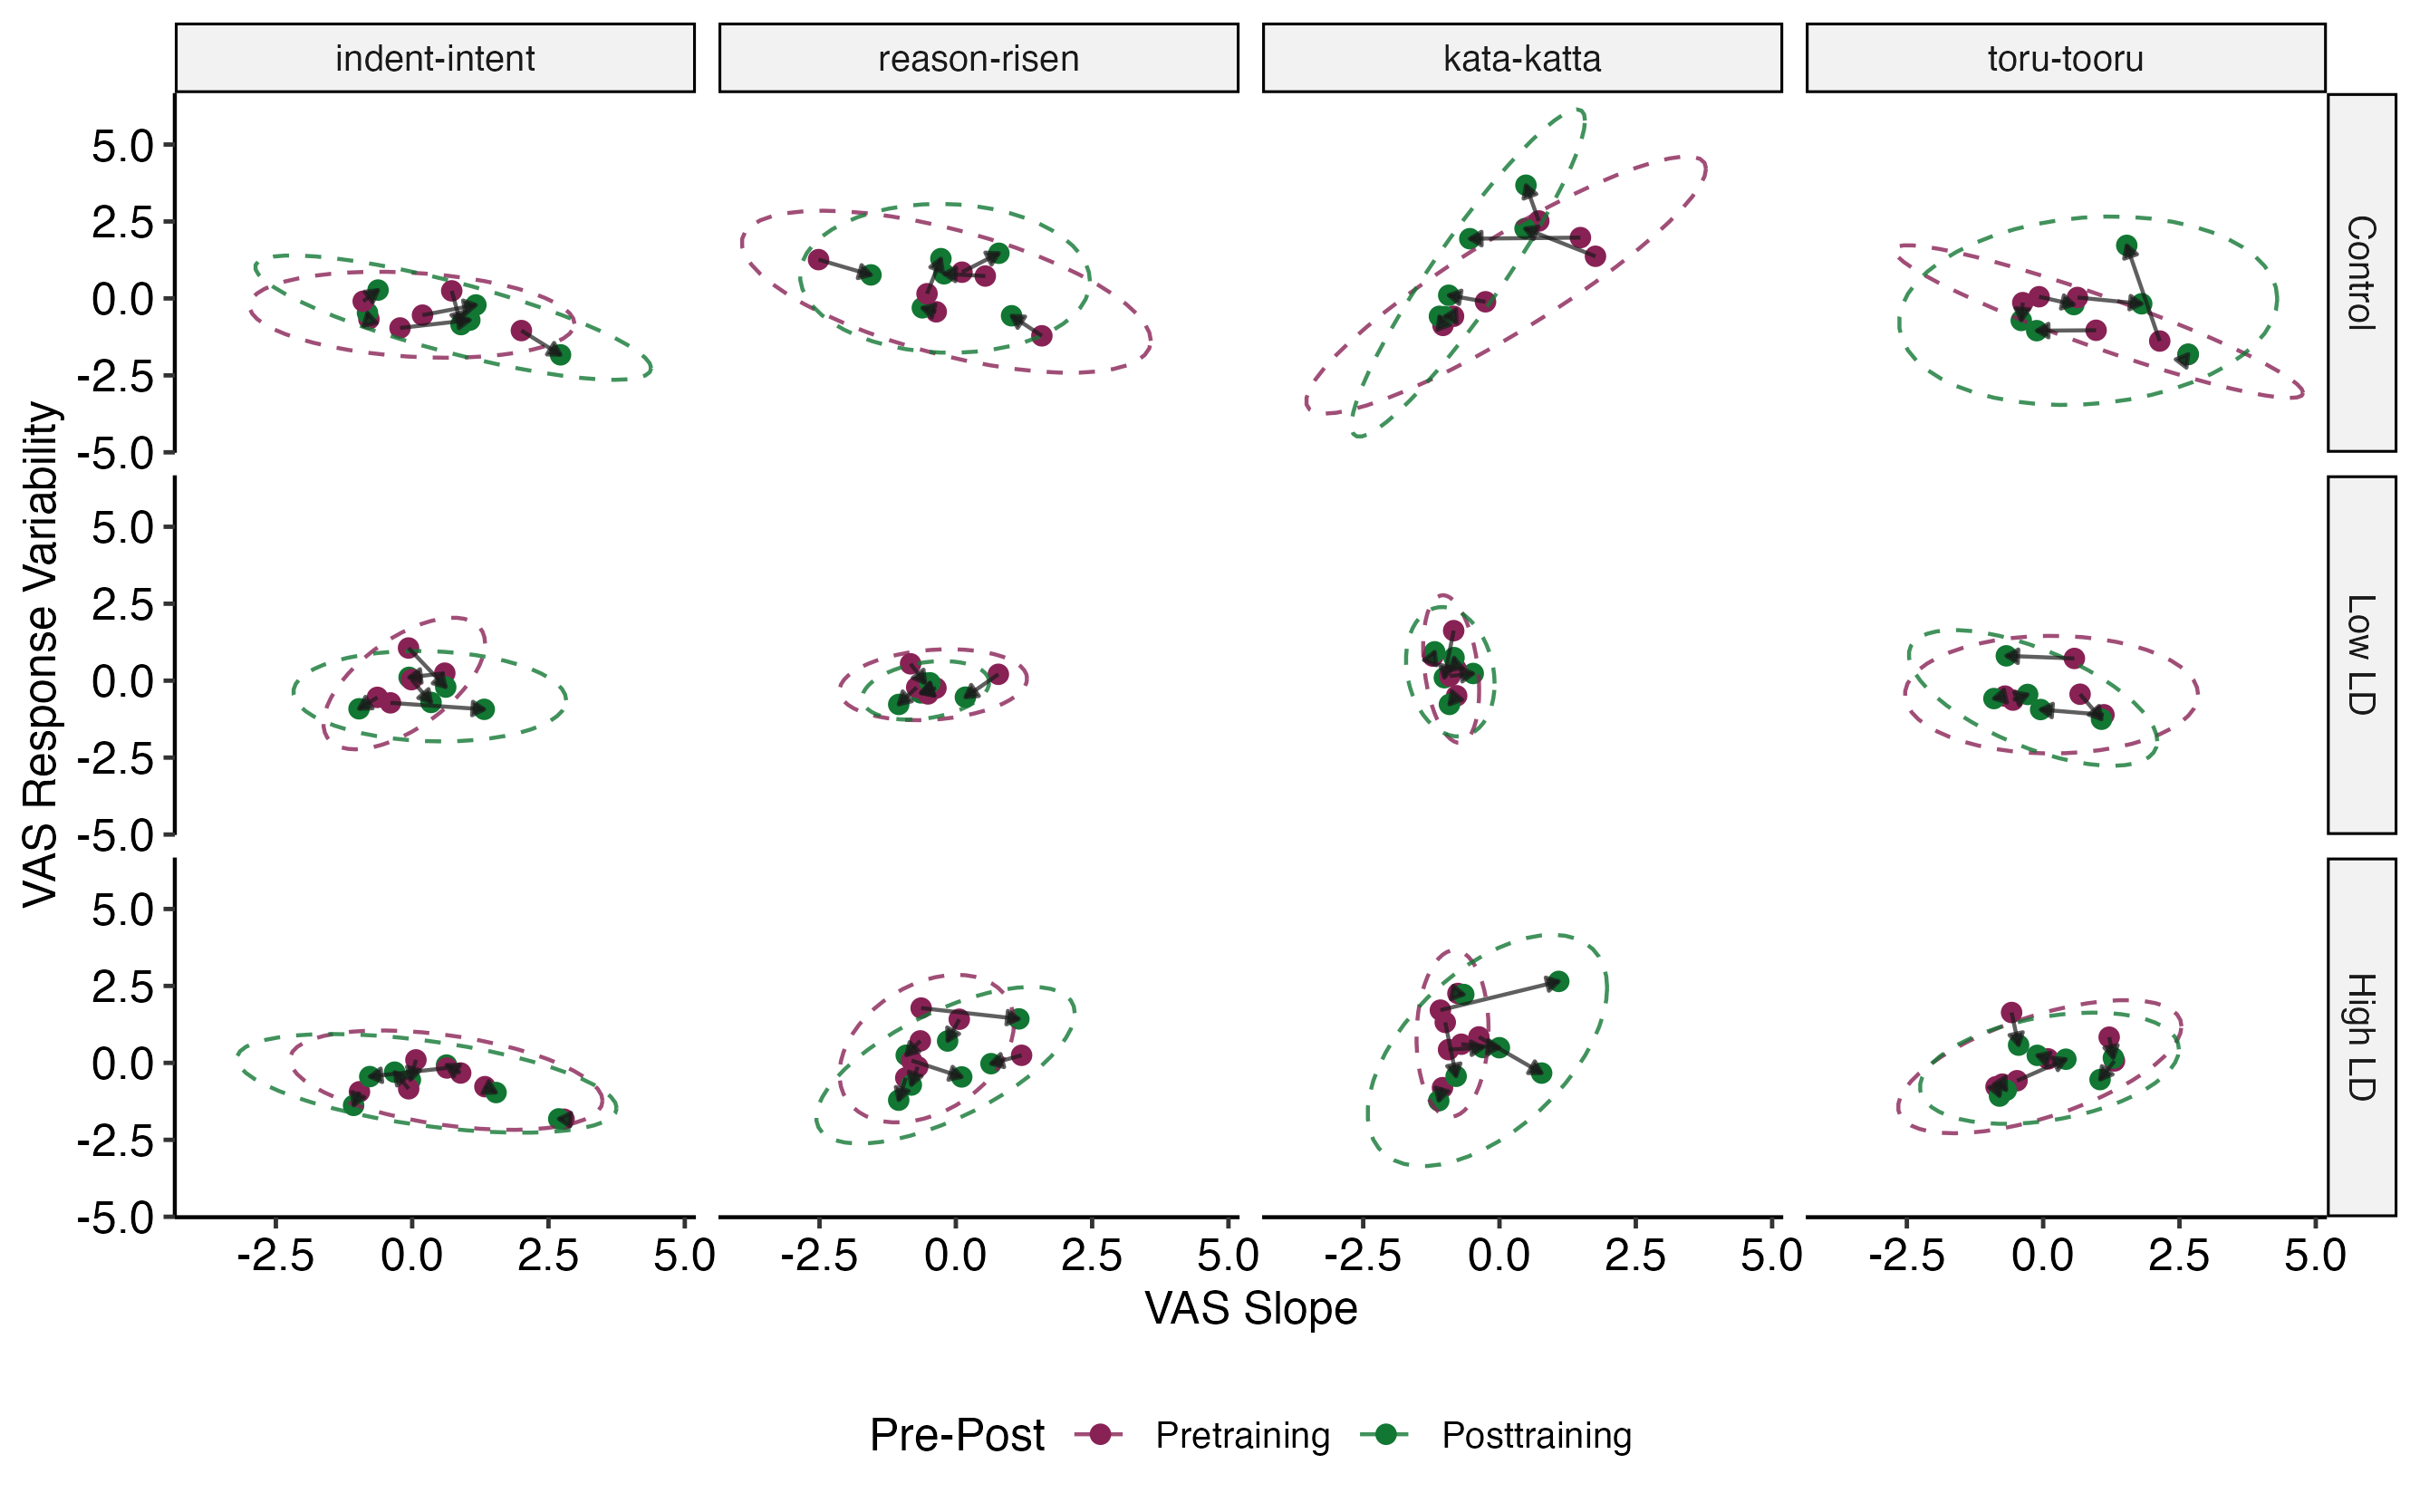 indent-intent reason-risen kata-katta toru-tooru
VAS Response Variability
5.0
2.5
0.0
-2.5
-5.0
Control
5.0
2.5
0.0
-2.5
-5.0
Low LD
5.0
2.5
0.0
-2.5
-5.0
High LD
-2.5 0.0 2.5 5.0 -2.5 0.0 2.5 5.0 -2.5 0.0 2.5 5.0 -2.5 0.0 2.5 5.0
VAS Slope
Pre-Post Pretraining Posttraining